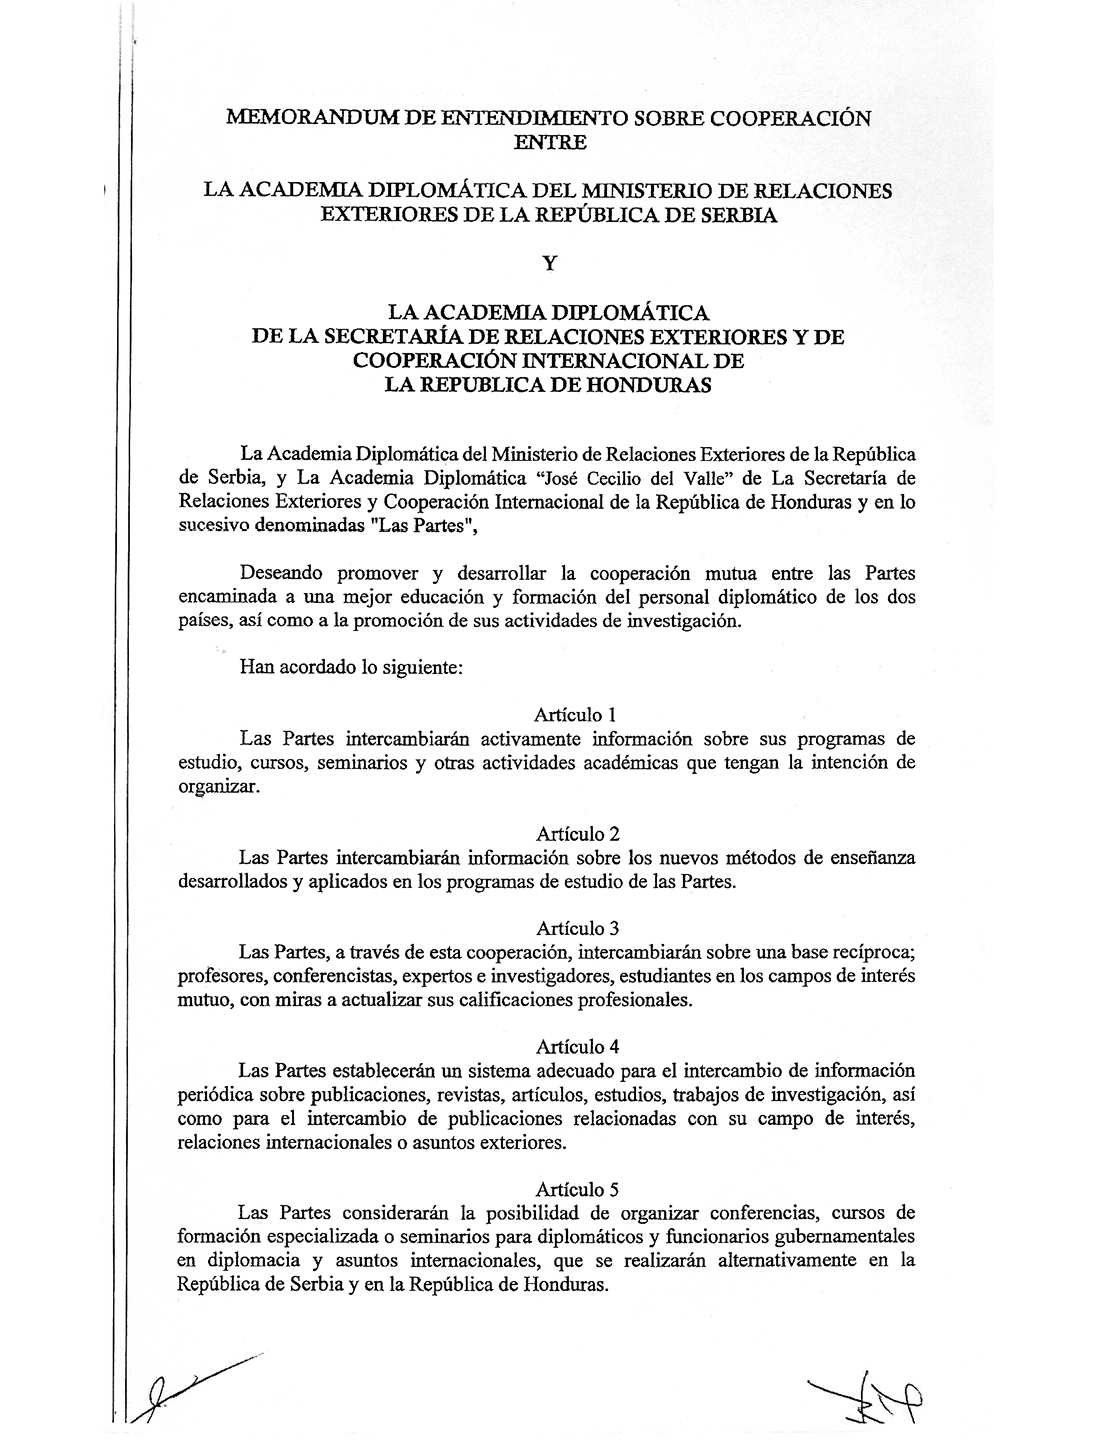 MEMORANDUM DE ENTENDIMIENTO SOBRE COOPERACIÓN
ENTRE
LA ACADEMIA DIPLOMÁTICA DEL MINISTERIO DE RELACIONES
EXTERIORES DE LA REPÚBLICA DE SERBIA
Y
LA ACADEMIA DIPLOMÁTICA
DE LA SECRETARÍA DE RELACIONES EXTERIORES Y DE
COOPERACIÓN INTERNACIONAL DE
LA REPUBLICA DE HONDURAS
La Academia Diplomática del Ministerio de Relaciones Exteriores de la República
de Serbia, y La Academia Diplomática “José Cecilio del Valle” de La Secretaría de
Relaciones Exteriores y Cooperación Internacional de la República de Honduras y en lo
sucesivo denominadas "Las Partes",
Deseando promover y desarrollar la cooperación mutua entre las Partes
encaminada a una mejor educación y formación del personal diplomático de los dos
países, así como a la promoción de sus actividades de investigación.
Han acordado lo siguiente:
Artículo 1
Las Partes intercambiarán activamente información sobre sus programas de
estudio, cursos, seminarios y otras actividades académicas que tengan la intención de
organizar.
Artículo 2
Las Partes intercambiarán información sobre los nuevos métodos de enseñanza
desarrollados y aplicados en los programas de estudio de las Partes.
Artículo 3
Las Partes, a través de esta cooperación, intercambiarán sobre una base recíproca;
profesores, conferencistas, expertos e investigadores, estudiantes en los campos de interés
mutuo, con miras a actualizar sus calificaciones profesionales.
Artículo 4
Las Partes establecerán un sistema adecuado para el intercambio de información
periódica sobre publicaciones, revistas, artículos, estudios, trabajos de investigación, así
como para el intercambio de publicaciones relacionadas con su campo de interés,
relaciones internacionales o asuntos exteriores.
Artículo 5
Las Partes considerarán la posibilidad de organizar conferencias, cursos de
formación especializada o seminarios para diplomáticos y funcionarios gubernamentales
en diplomacia y asuntos internacionales, que se realizarán alternativamente en la
República de Serbia y en la República de Honduras.